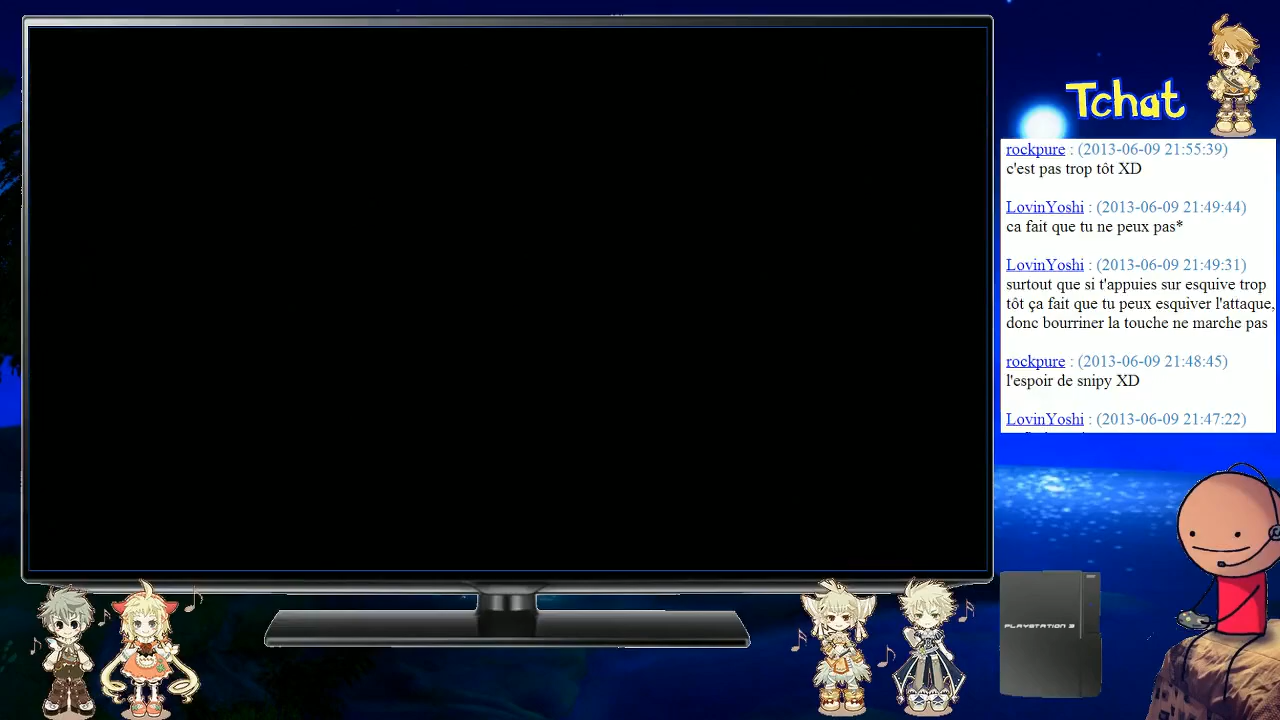 Tchat
rockpure : (2013-06-09 21:55:39)
c'est pas trop tôt XD
LovinYoshi : (2013-06-09 21:49:44)
ca fait que tu ne peux pas*
LovinYoshi : (2013-06-09 21:49:31)
surtout que si t'appuies sur esquive trop
tôt ça fait que tu peux esquiver l'attaque,
donc bourriner la touche ne marche pas
rockpure : (2013-06-09 21:48:45)
l'espoir de snipy XD
LovinYoshi : (2013-06-09 21:47:22)
PLAYSTATION 3